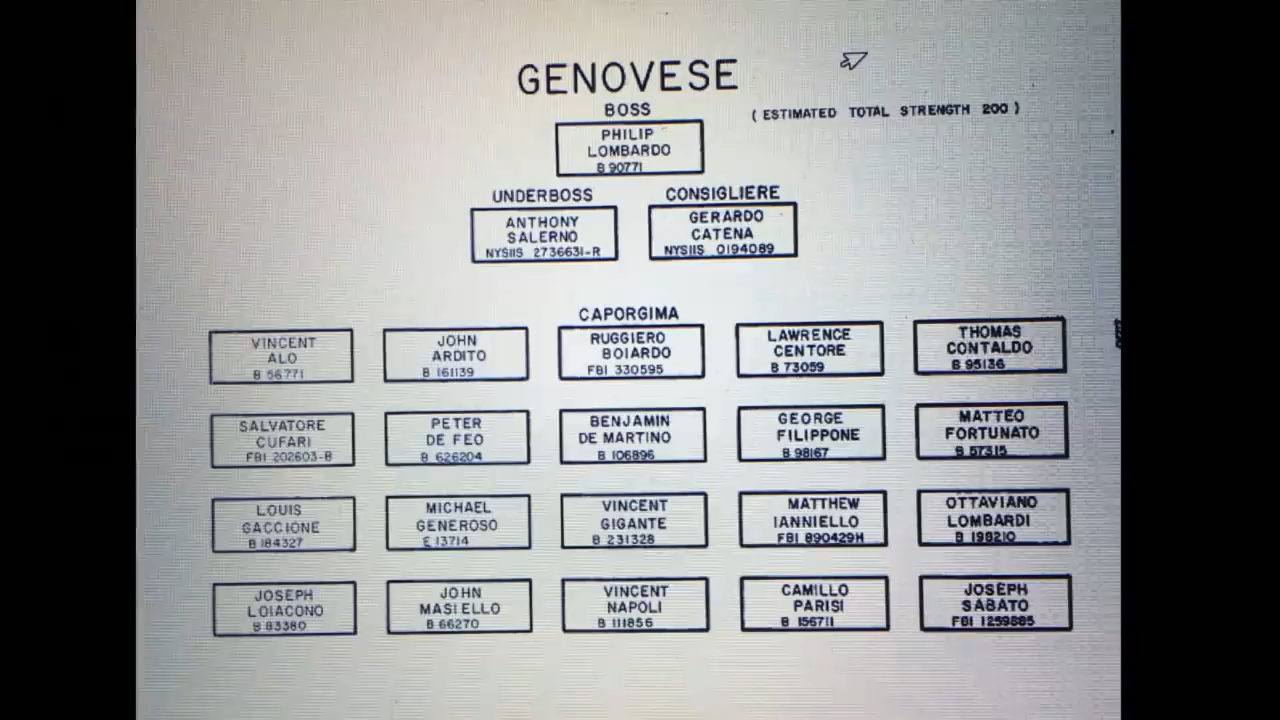 GENOVESE
BOSS
( ESTIMATED TOTAL STRENGTH 200 )
PHILIP
LOMBARDO
B 90771
UNDERBOSS
CONSIGLIERE
ANTHONY
SALERNO
NYSIIS 2736631-R
GERARDO
CATENA
NYSIIS 0194089
CAPORGIMA
VINCENT
ALO
B 56771
JOHN
ARDITO
B 161139
RUGGIERO
BOIARDO
FBI 330595
LAWRENCE
CENTORE
B 73059
THOMAS
CONTALDO
B 95136
SALVATORE
CUFARI
FBI 202603-B
PETER
DE FEO
B 626204
BENJAMIN
DE MARTINO
B 106896
GEORGE
FILIPPONE
B 98167
MATTEO
FORTUNATO
B 57315
LOUIS
GACCIONE
B 184327
MICHAEL
GENEROSO
E 13714
VINCENT
GIGANTE
B 231328
MATTHEW
IANNIELLO
FBI 890429H
OTTAVIANO
LOMBARDI
B 198210
JOSEPH
LOIACONO
B 83380
JOHN
MASIELLO
B 66270
VINCENT
NAPOLI
B 111856
CAMILLO
PARISI
B 156711
JOSEPH
SABATO
FBI 1259885